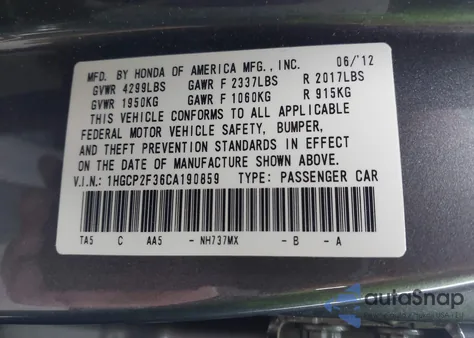 MFD. BY HONDA OF AMERICA MFG., INC. 06/'12
GVWR 4299LBS GAWR F 2337LBS R 2017LBS
GVWR 1950KG GAWR F 1060KG R 915KG
THIS VEHICLE CONFORMS TO ALL APPLICABLE
FEDERAL MOTOR VEHICLE SAFETY, BUMPER,
AND THEFT PREVENTION STANDARDS IN EFFECT
ON THE DATE OF MANUFACTURE SHOWN ABOVE.
V.I.N.: 1HGCP2F36CA190859 TYPE: PASSENGER CAR
TA5 C AA5 - NH737MX - B - A
autoSnap